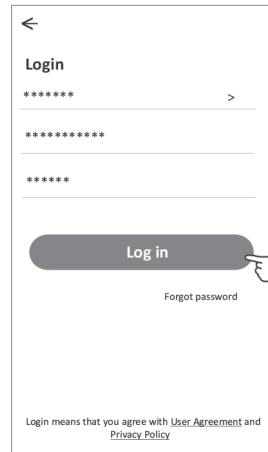 Login
******* >
***********
******
Log in
Forgot password
Login means that you agree with User Agreement and
Privacy Policy